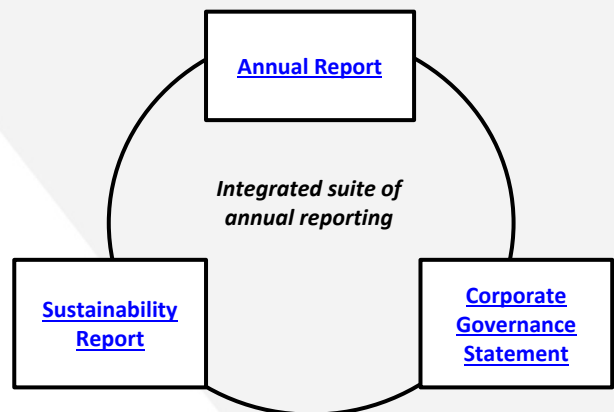 Annual Report
Integrated suite of
annual reporting
Sustainability
Report
Corporate
Governance
Statement